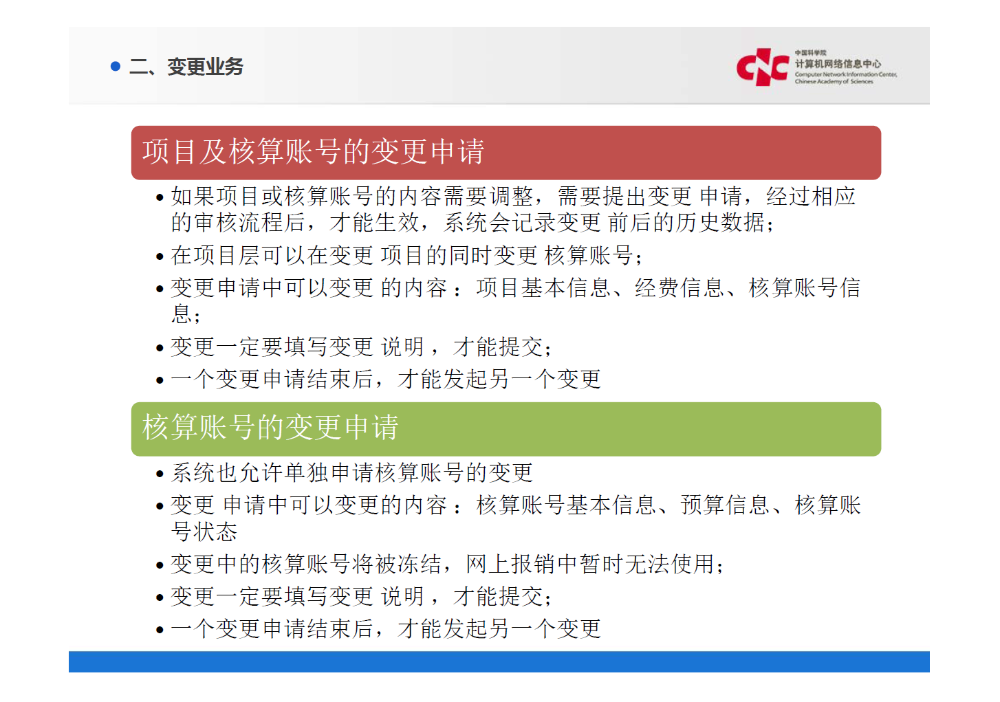 二、变更业务
中国科学院
计算机网络信息中心
Computer Network Information Center,
Chinese Academy of Sciences
项目及核算账号的变更申请
• 如果项目或核算账号的内容需要调整，需要提出变更 申请，经过相应
的审核流程后，才能生效，系统会记录变更 前后的历史数据；
• 在项目层可以在变更 项目的同时变更 核算账号；
• 变更申请中可以变更 的内容 ：项目基本信息、经费信息、核算账号信
息；
• 变更一定要填写变更 说明 ，才能提交；
• 一个变更申请结束后，才能发起另一个变更
核算账号的变更申请
• 系统也允许单独申请核算账号的变更
• 变更 申请中可以变更的内容 ：核算账号基本信息、预算信息、核算账
号状态
• 变更中的核算账号将被冻结，网上报销中暂时无法使用；
• 变更一定要填写变更 说明 ，才能提交；
• 一个变更申请结束后，才能发起另一个变更